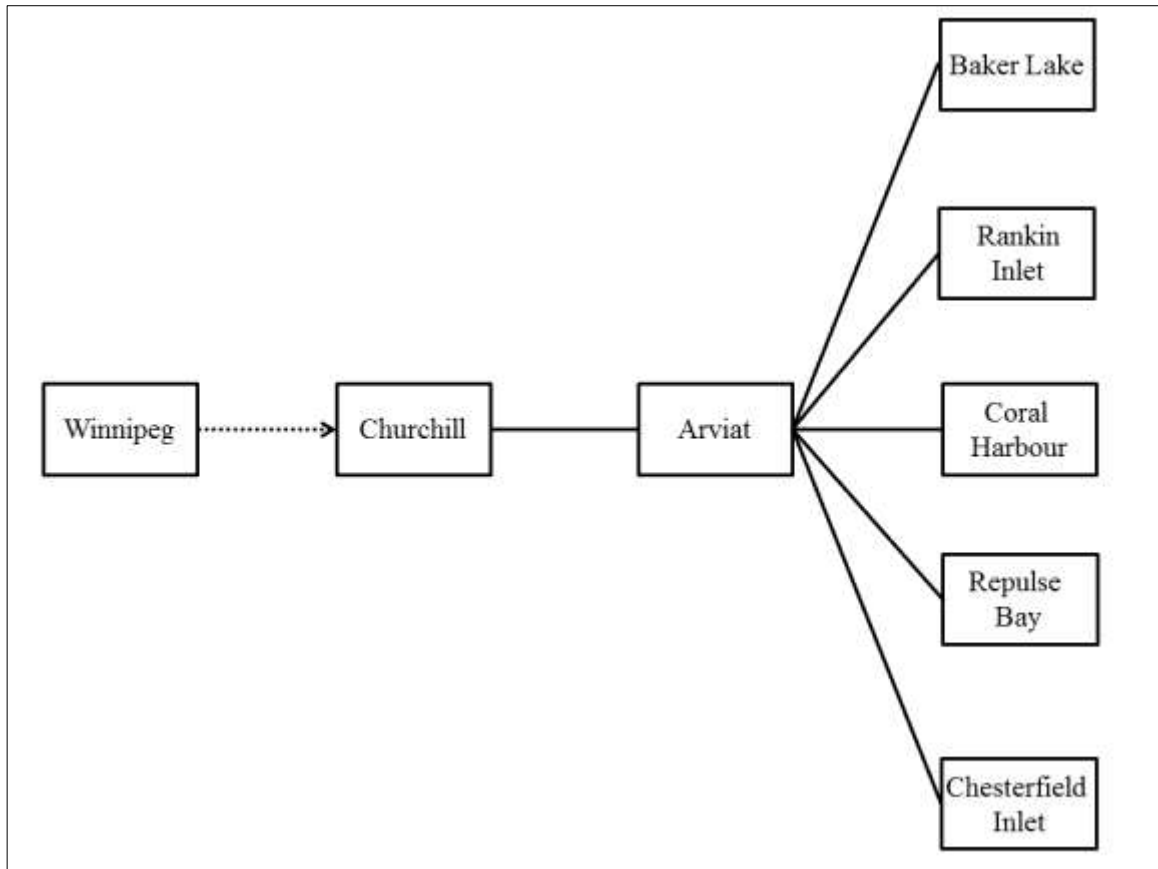 Baker Lake
Rankin
Inlet
Winnipeg
Churchill
Arviat
Coral
Harbour
Repulse
Bay
Chesterfield
Inlet